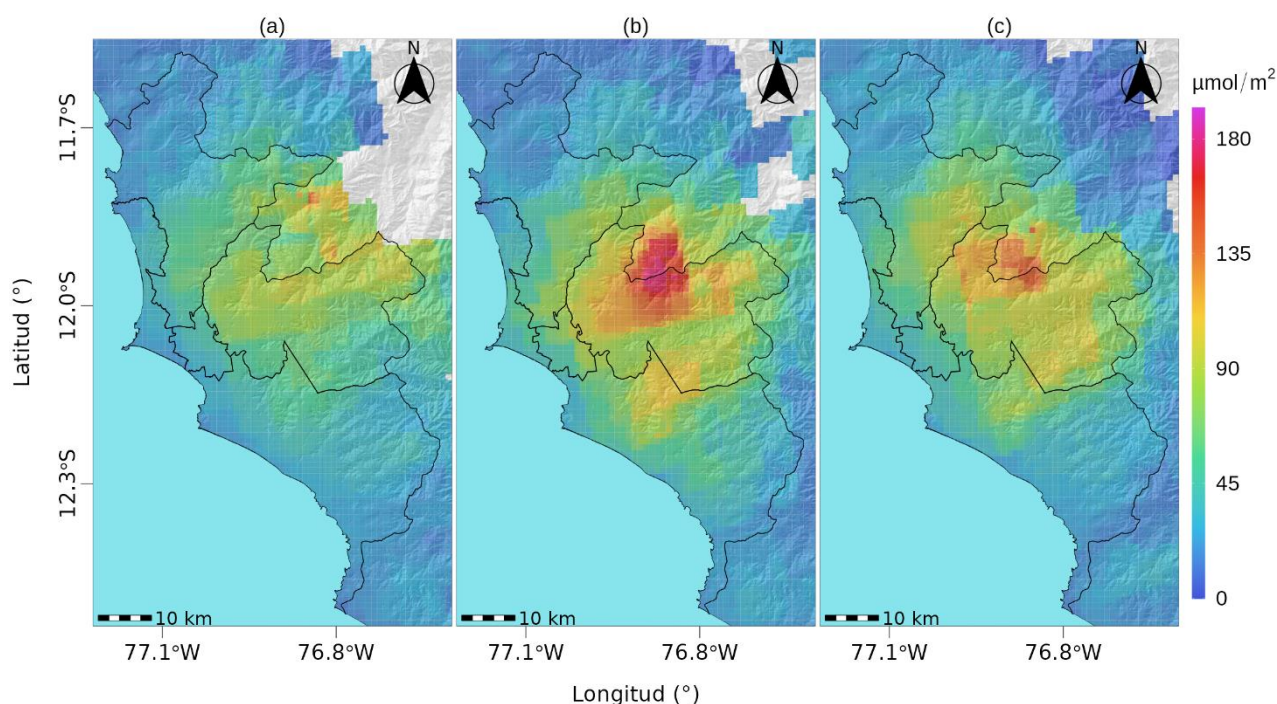 (a) (b) (c)
N N N
µmol/m²
180
135
90
45
0
11.7°S
12.0°S
12.3°S
Latitud (°)
10 km 10 km 10 km
77.1°W 76.8°W 77.1°W 76.8°W 77.1°W 76.8°W
Longitud (°)